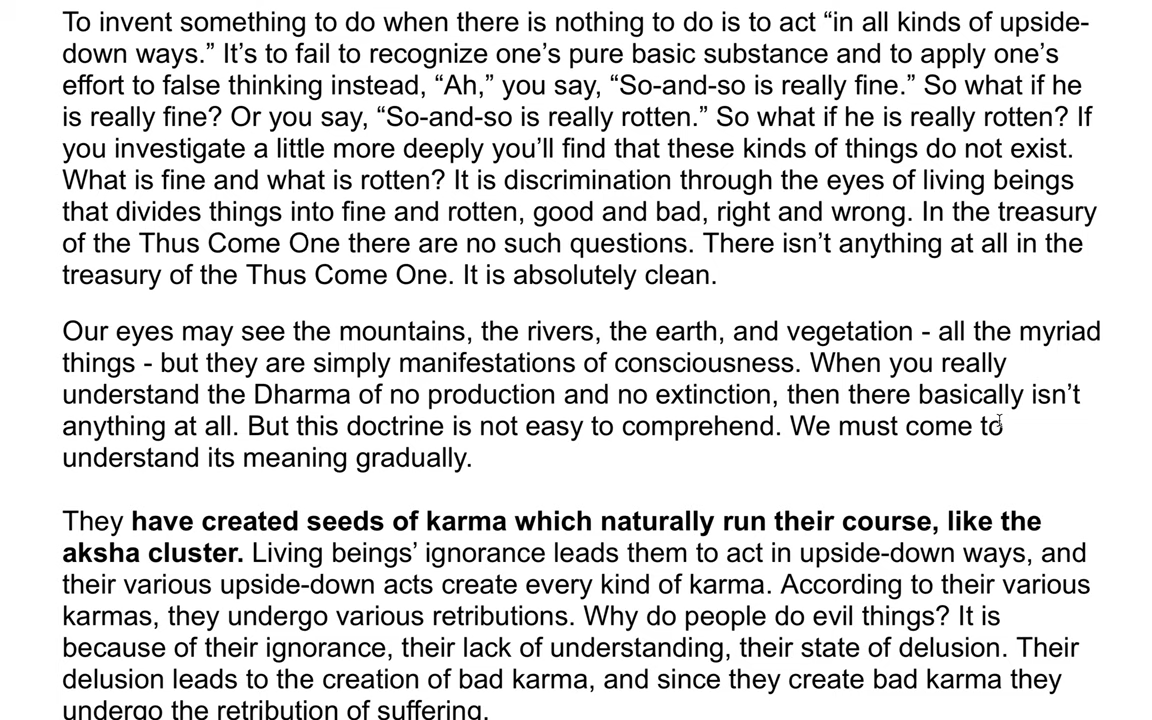 To invent something to do when there is nothing to do is to act “in all kinds of upside-
down ways.” It’s to fail to recognize one’s pure basic substance and to apply one’s
effort to false thinking instead, “Ah,” you say, “So-and-so is really fine.” So what if he
is really fine? Or you say, “So-and-so is really rotten.” So what if he is really rotten? If
you investigate a little more deeply you’ll find that these kinds of things do not exist.
What is fine and what is rotten? It is discrimination through the eyes of living beings
that divides things into fine and rotten, good and bad, right and wrong. In the treasury
of the Thus Come One there are no such questions. There isn’t anything at all in the
treasury of the Thus Come One. It is absolutely clean.
Our eyes may see the mountains, the rivers, the earth, and vegetation - all the myriad
things - but they are simply manifestations of consciousness. When you really
understand the Dharma of no production and no extinction, then there basically isn’t
anything at all. But this doctrine is not easy to comprehend. We must come to
understand its meaning gradually.
They have created seeds of karma which naturally run their course, like the
aksha cluster. Living beings’ ignorance leads them to act in upside-down ways, and
their various upside-down acts create every kind of karma. According to their various
karmas, they undergo various retributions. Why do people do evil things? It is
because of their ignorance, their lack of understanding, their state of delusion. Their
delusion leads to the creation of bad karma, and since they create bad karma they
undergo the retribution of suffering.